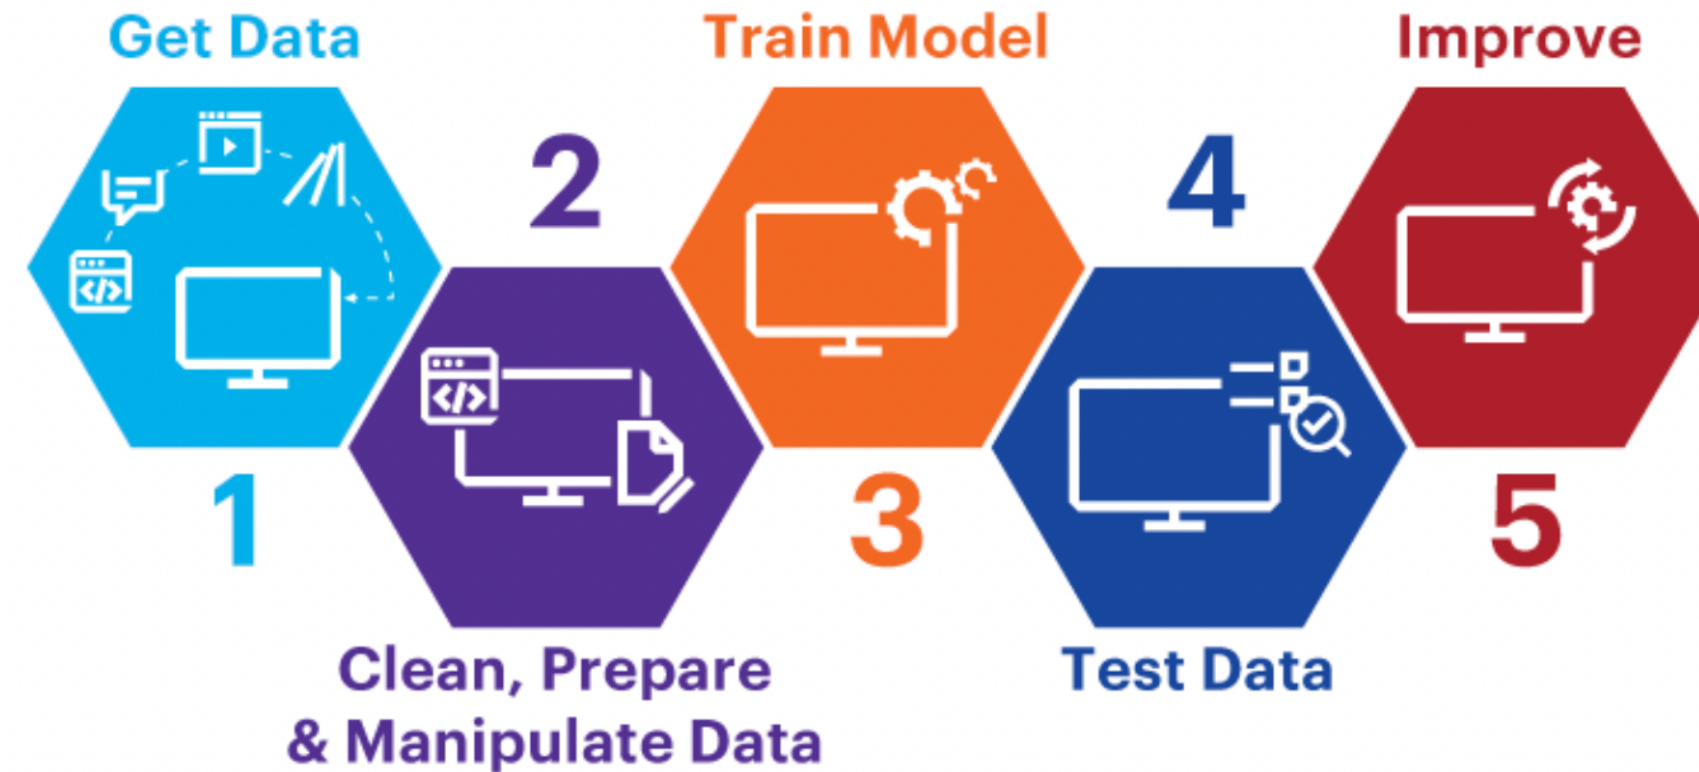 Get Data
1
2
Clean, Prepare
& Manipulate Data
Train Model
3
4
Test Data
Improve
5